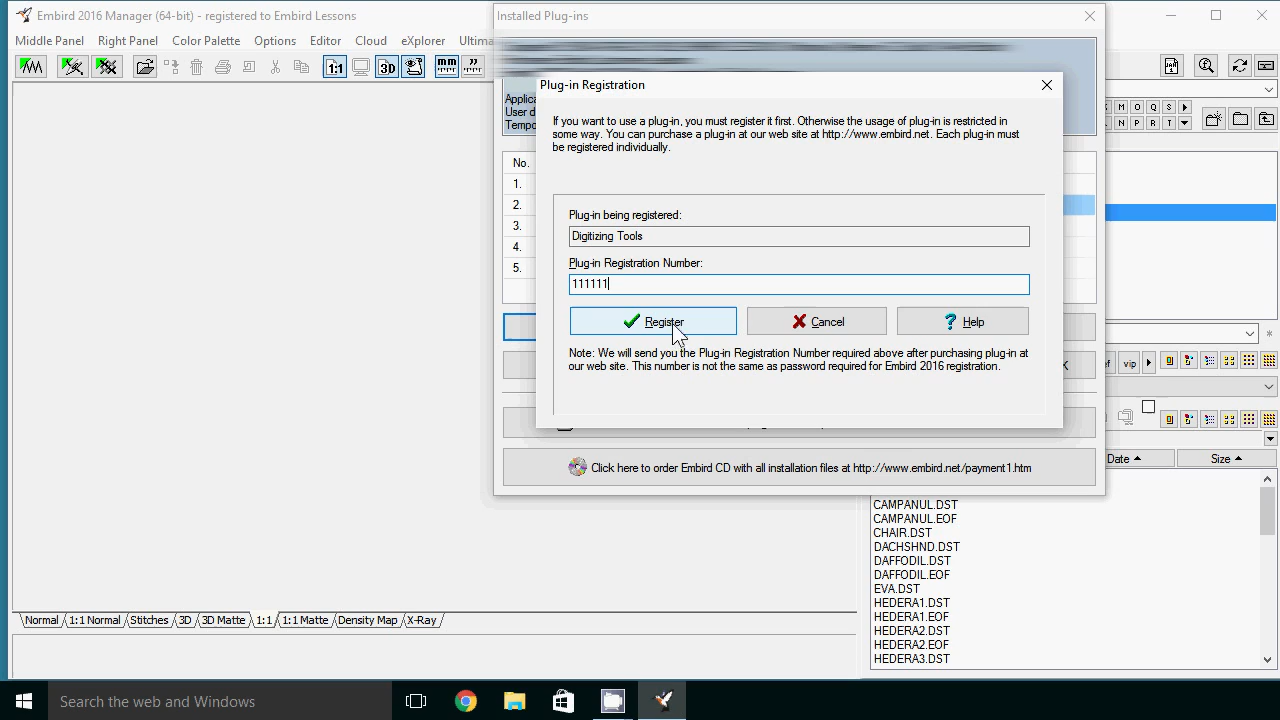 Embird 2016 Manager (64-bit) - registered to Embird Lessons
Installed Plug-ins
Middle Panel Right Panel Color Palette Options Editor Cloud eXplorer Ultima
1:1 3D mm
Plug-in Registration
Applica
User d
Tempo
If you want to use a plug-in, you must register it first. Otherwise the usage of plug-in is restricted in
some way. You can purchase a plug-in at our web site at http://www.embird.net. Each plug-in must
be registered individually.
M O Q S
N P R T
No.
1.
2.
3.
4.
5.
Plug-in being registered:
Digitizing Tools
Plug-in Registration Number:
111111
Register Cancel Help
Note: We will send you the Plug-in Registration Number required above after purchasing plug-in at
our web site. This number is not the same as password required for Embird 2016 registration.
vip
Click here to order Embird CD with all installation files at http://www.embird.net/payment1.htm
Date Size
CAMPANUL.DST
CAMPANUL.EOF
CHAIR.DST
DACHSHND.DST
DAFFODIL.DST
DAFFODIL.EOF
EVA.DST
HEDERA1.DST
HEDERA1.EOF
HEDERA2.DST
HEDERA2.EOF
HEDERA3.DST
Normal 1:1 Normal Stitches 3D 3D Matte 1:1 1:1 Matte Density Map X-Ray
Search the web and Windows